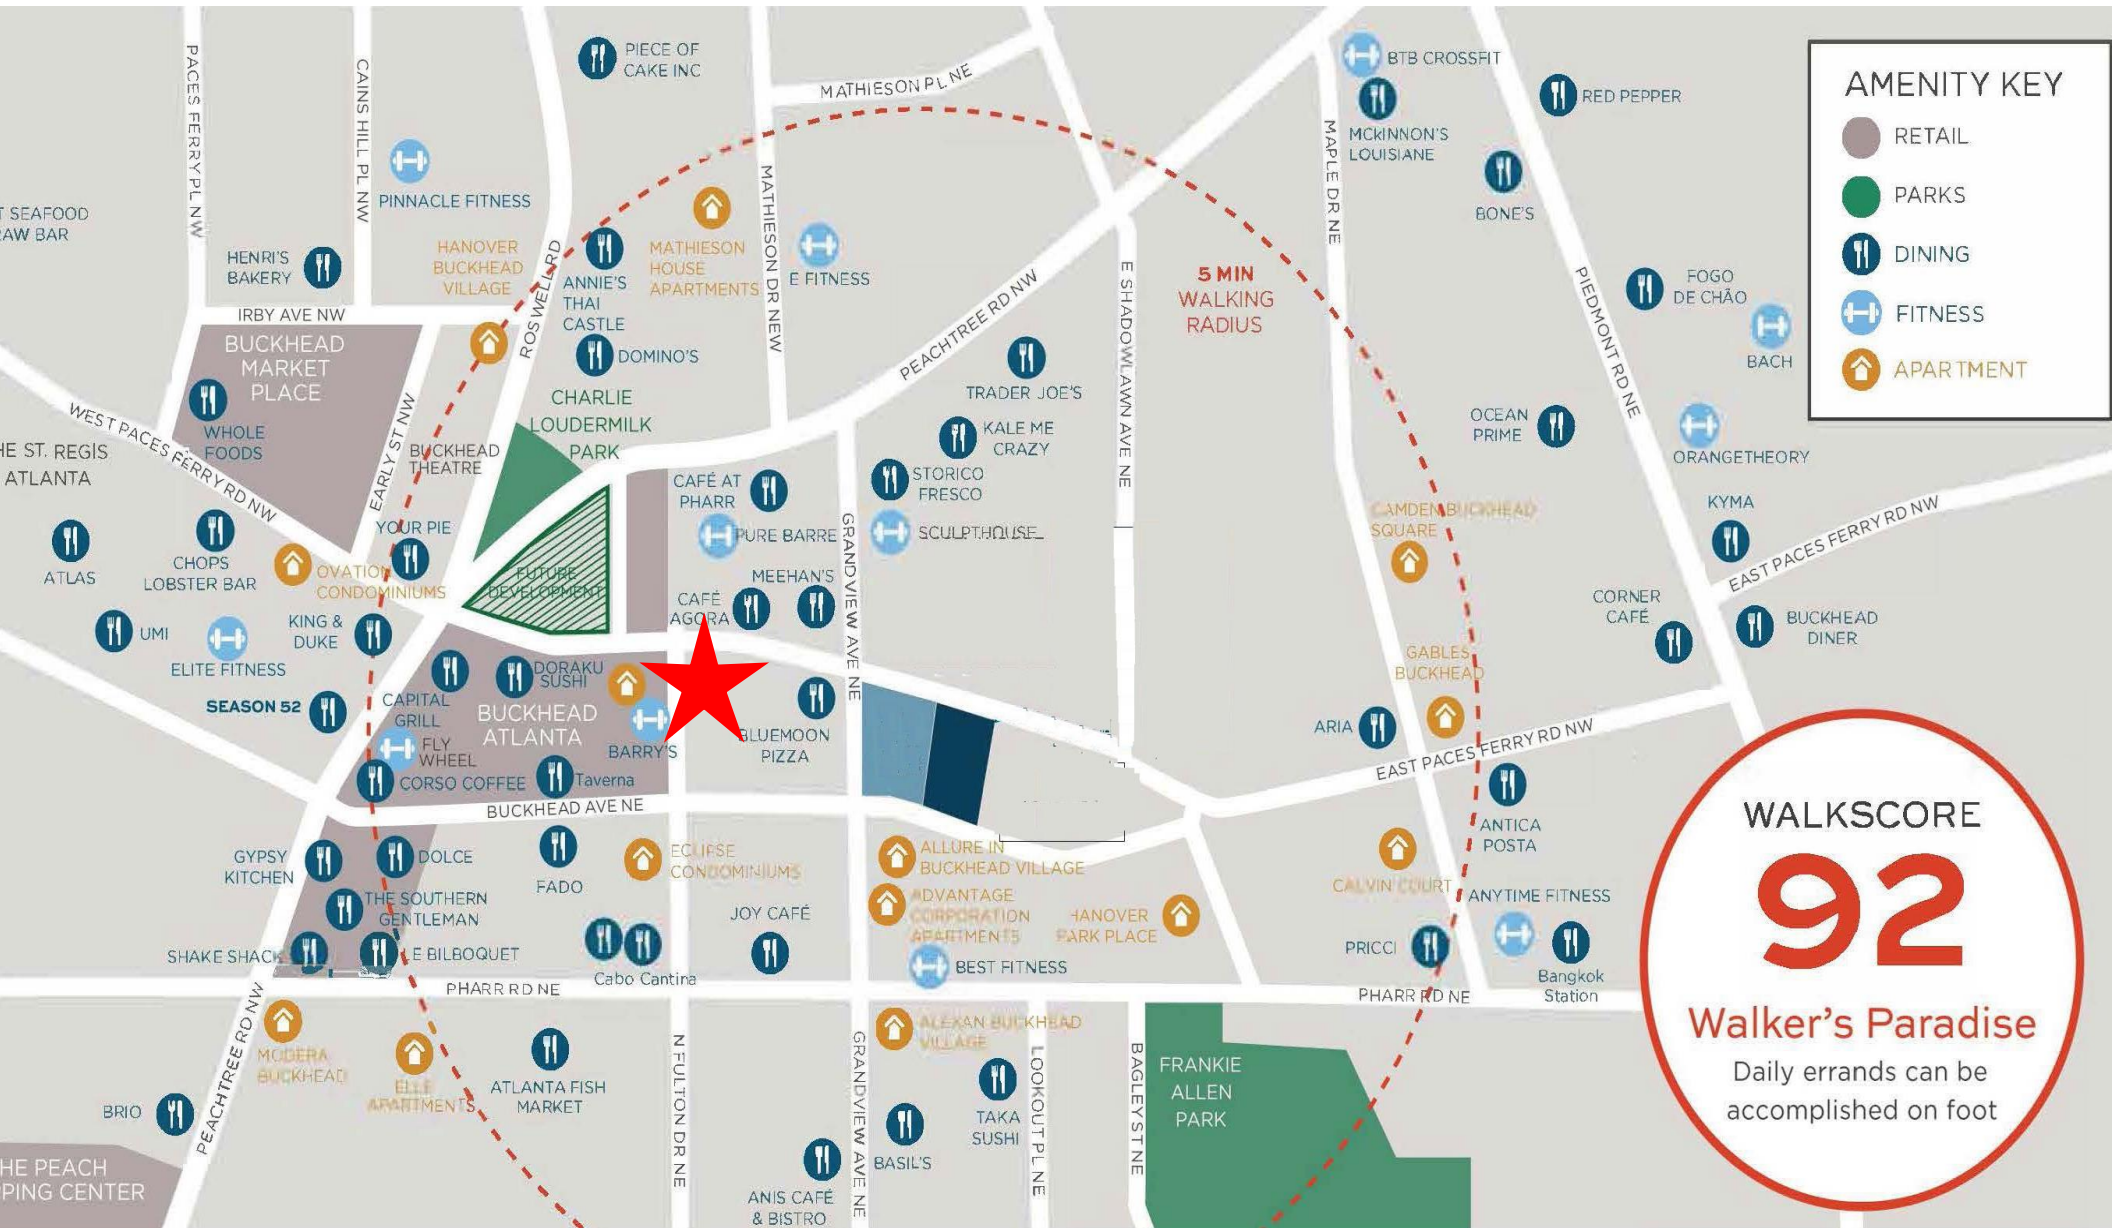 PACES FERRY PL NW
CAINS HILL PL NW
PIECE OF
CAKE INC
MATHIESON PL NE
BTB CROSSFIT
MCKINNON'S
LOUISIANE
RED PEPPER
BONE'S
AMENITY KEY
RETAIL
PARKS
DINING
FITNESS
APARTMENT
T SEAFOOD
RAW BAR
PINNACLE FITNESS
HENRI'S
BAKERY
IRBY AVE NW
HANOVER
BUCKHEAD
VILLAGE
ROSWELL RD
ANNIE'S
THAI
CASTLE
DOMINO'S
MATHIESON
HOUSE
APARTMENTS
MATHIESON DR NEW
E FITNESS
PEACHTREE RD NW
5 MIN
WALKING
RADIUS
MAPLE DR NE
E SHADOWLAWN AVE NE
PIEDMONT RD NE
FOGO
DE CHÃO
BACH
BUCKHEAD
MARKET
PLACE
WHOLE
FOODS
WEST PACES FERRY RD NW
EARLY ST NW
BUCKHEAD
THEATRE
CHARLIE
LOUDERMILK
PARK
TRADER JOE'S
KALE ME
CRAZY
STORICO
FRESCO
SCULPTHOUSE
OCEAN
PRIME
ORANGETHEORY
KYMA
EAST PACES FERRY RD NW
HE ST. REGIS
ATLANTA
ATLAS
CHOPS
LOBSTER BAR
OVATION
CONDOMINIUMS
YOUR PIE
FUTURE
DEVELOPMENT
CAFÉ AT
PHARR
PURE BARRE
MEEHAN'S
CAFÉ
AGORA
GRANDVIEW AVE NE
CAMDEN BUCKHEAD
SQUARE
CORNER
CAFÉ
BUCKHEAD
DINER
UMI
ELITE FITNESS
KING &
DUKE
SEASON 52
CAPITAL
GRILL
DORAKU
SUSHI
BUCKHEAD
ATLANTA
FLY
WHEEL
CORSO COFFEE
Taverna
BARRY'S
BLUEMOON
PIZZA
GABLES
BUCKHEAD
ARIA
EAST PACES FERRY RD NW
BUCKHEAD AVE NE
ANTICA
POSTA
GYPSY
KITCHEN
DOLCE
THE SOUTHERN
GENTLEMAN
SHAKE SHACK
E BILBOQUET
FADO
ECLIPSE
CONDOMINIUMS
Cabo Cantina
JOY CAFÉ
ALLURE IN
BUCKHEAD VILLAGE
ADVANTAGE
CORPORATION
APARTMENTS
HANOVER
PARK PLACE
BEST FITNESS
CALVIN COURT
ANYTIME FITNESS
PRICCI
Bangkok
Station
PHARR RD NE
PHARR RD NE
PEACHTREE RD NW
MODERA
BUCKHEAD
ELLE
APARTMENTS
ATLANTA FISH
MARKET
N FULTON DR NE
GRANDVIEW AVE NE
ALEXAN BUCKHEAD
VILLAGE
LOOKOUT PL NE
TAKA
SUSHI
BASIL'S
ANIS CAFÉ
& BISTRO
BAGLEY ST NE
FRANKIE
ALLEN
PARK
BRIO
HE PEACH
PPING CENTER
WALKSCORE
92
Walker's Paradise
Daily errands can be
accomplished on foot